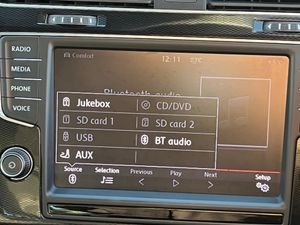 RADIO
MEDIA
PHONE
VOICE
Comfort
12:11
Bluetooth audio
Jukebox
CD/DVD
SD card 1
SD card 2
USB
BT audio
AUX
Source
Selection
Previous
Play
Next
Setup